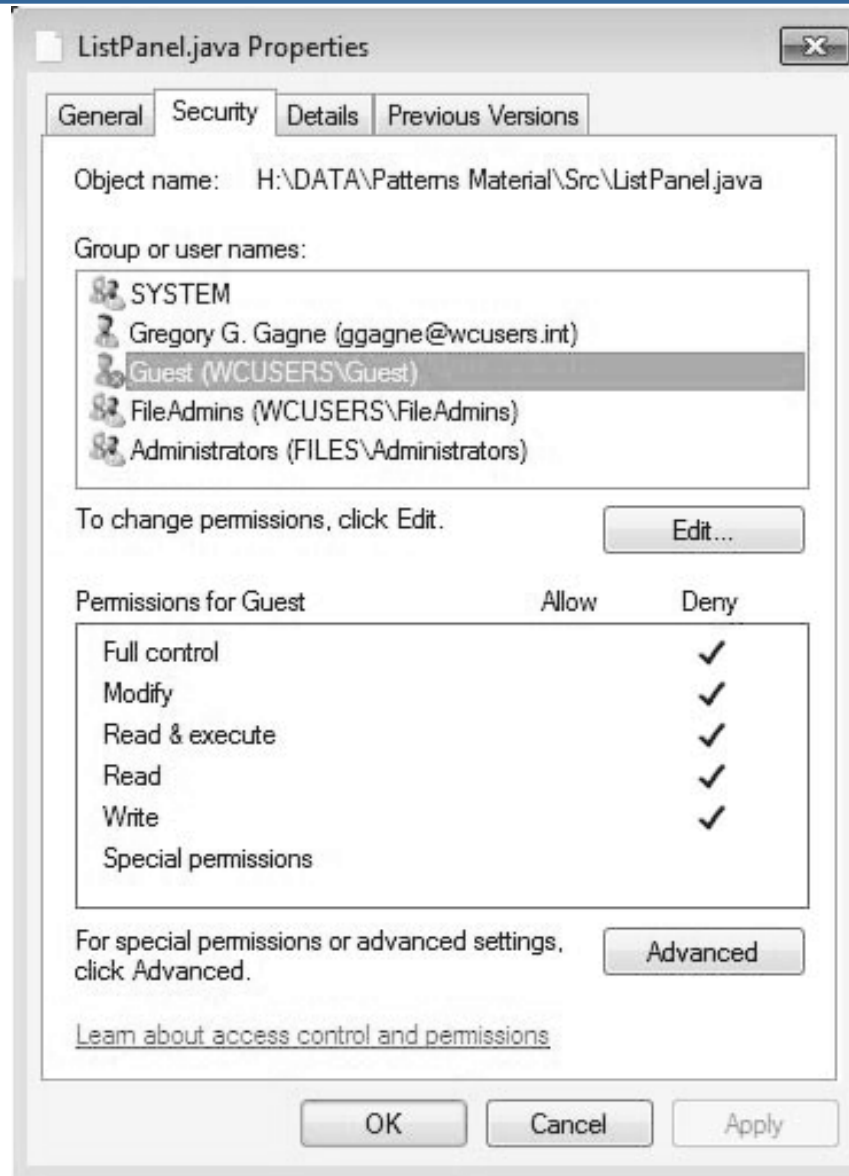 ListPanel.java Properties
General Security Details Previous Versions
Object name: H:\DATA\Patterns Material\Src\ListPanel.java
Group or user names:
SYSTEM
Gregory G. Gagne (ggagne@wcusers.int)
Guest (WCUSERS\Guest)
FileAdmins (WCUSERS\FileAdmins)
Administrators (FILES\Administrators)
To change permissions, click Edit.
Edit...
Permissions for Guest Allow Deny
Full control
Modify
Read & execute
Read
Write
Special permissions
For special permissions or advanced settings,
click Advanced.
Advanced
Learn about access control and permissions
OK Cancel Apply